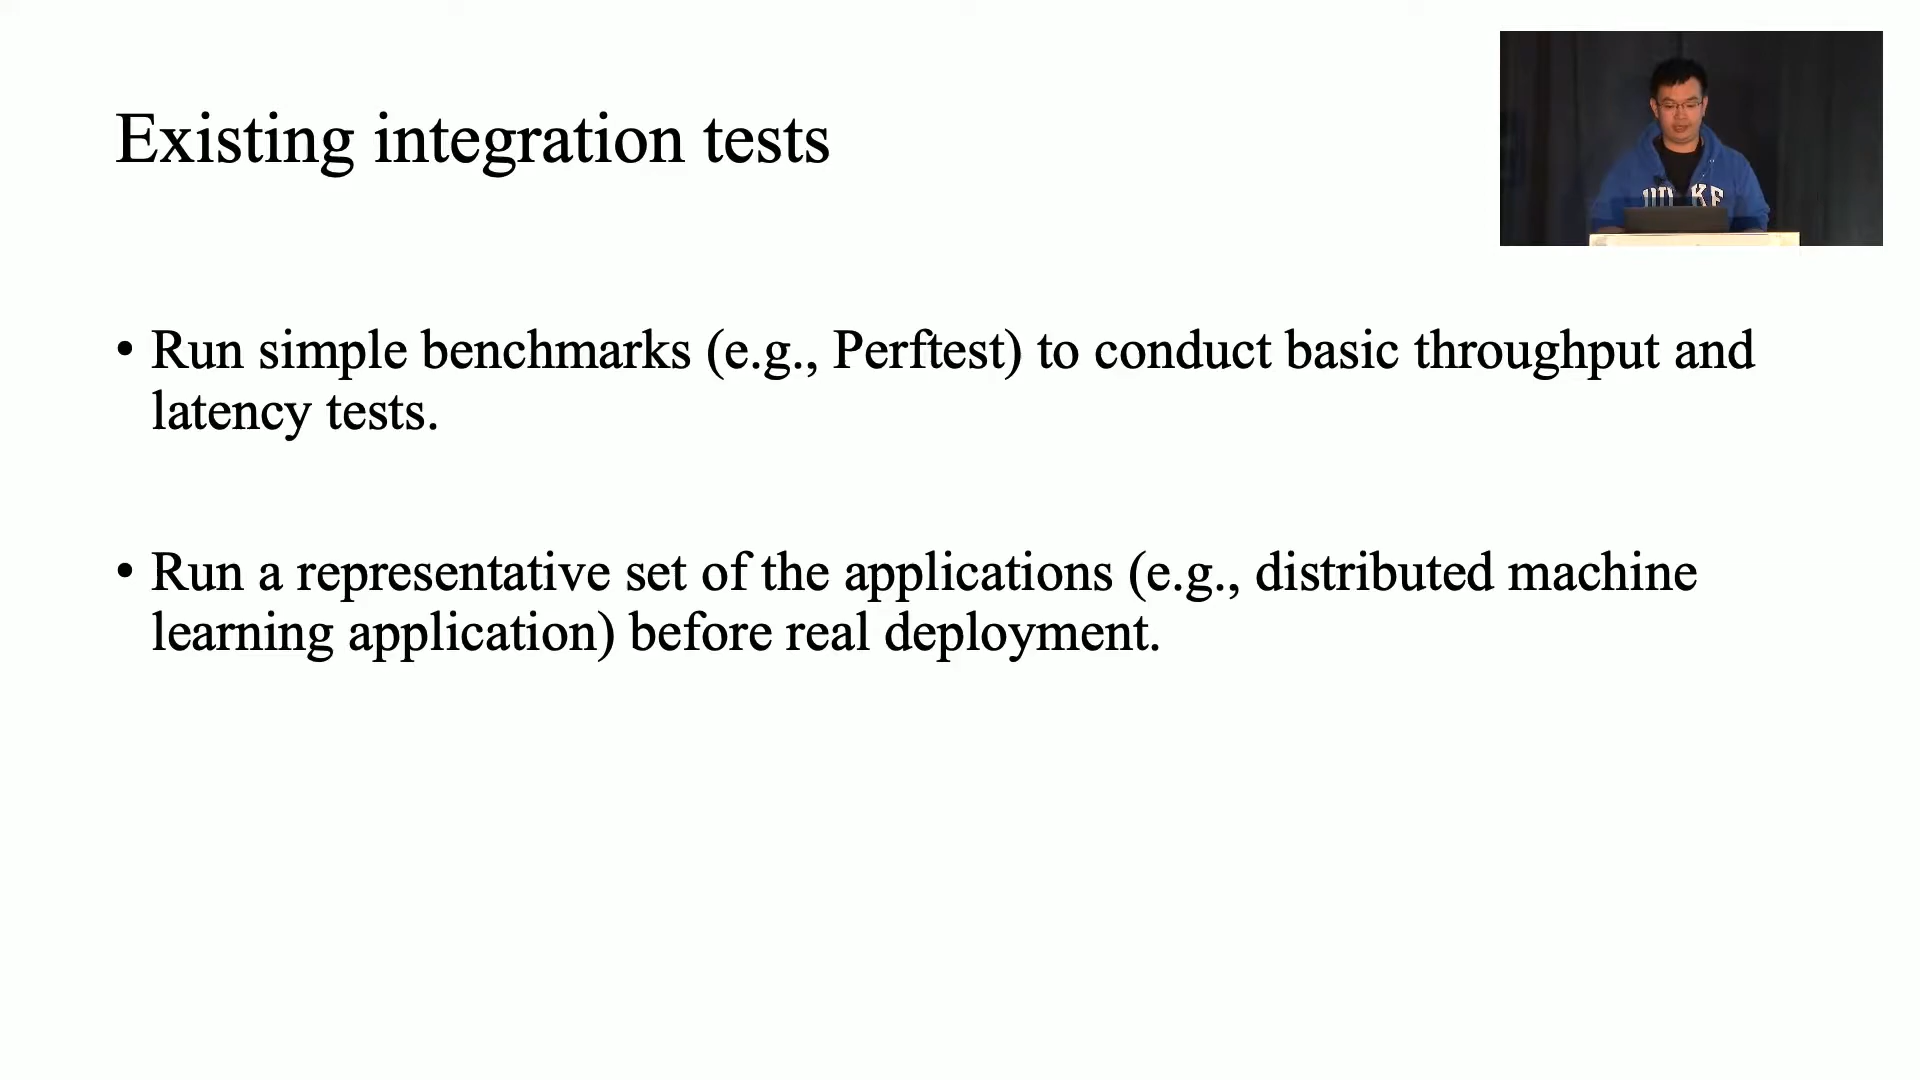 Existing integration tests
• Run simple benchmarks (e.g., Perftest) to conduct basic throughput and
latency tests.
• Run a representative set of the applications (e.g., distributed machine
learning application) before real deployment.